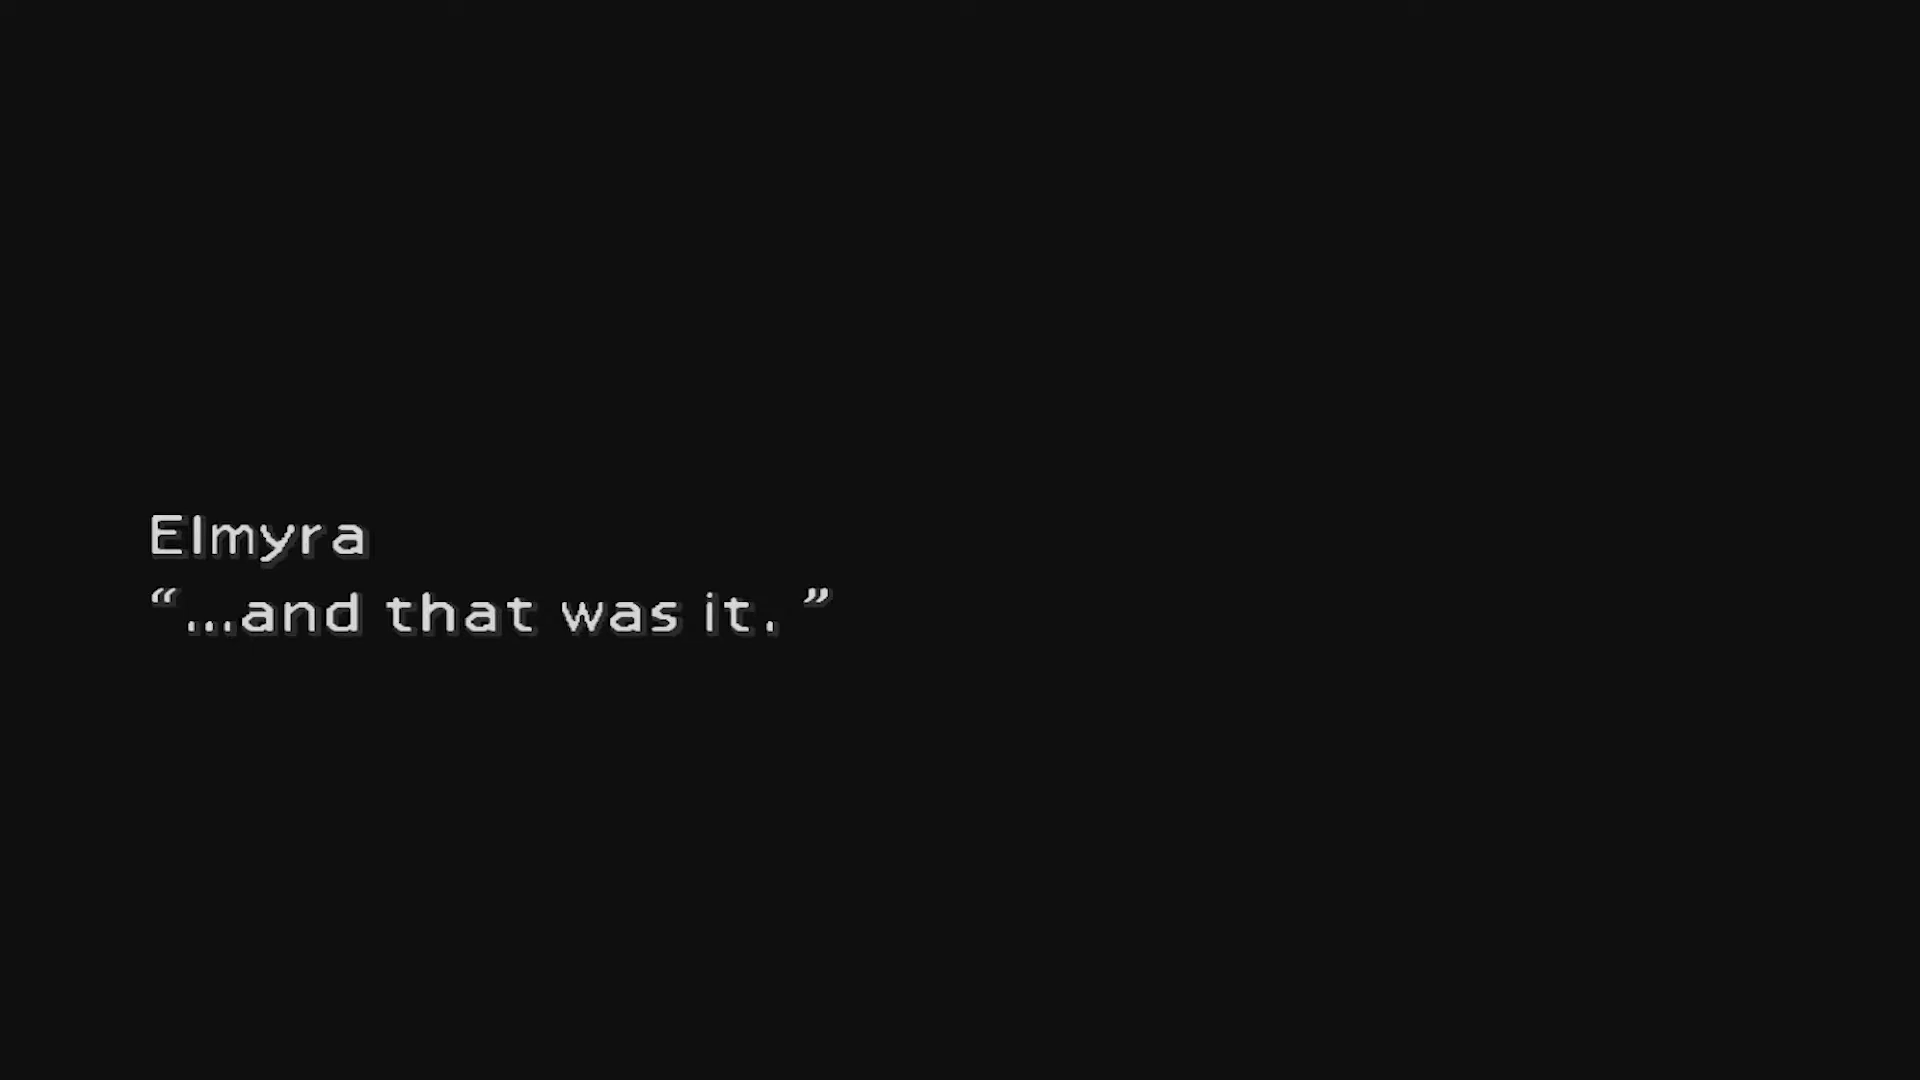 Elmyra
“...and that was it. ”